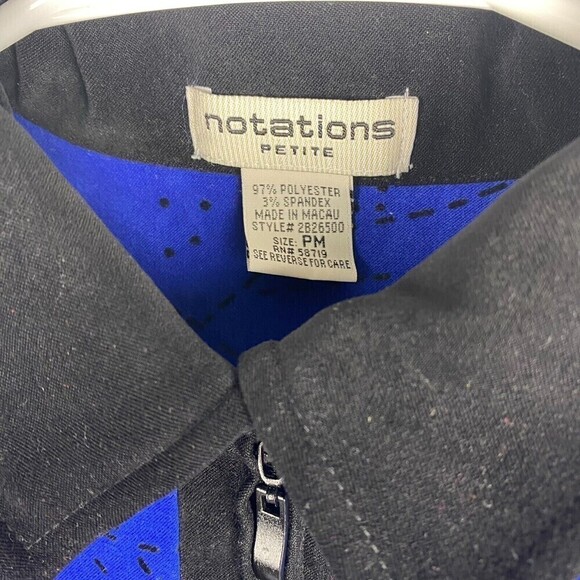 notations
PETITE
97% POLYESTER
3% SPANDEX
MADE IN MACAU
STYLE# 2B26500
SIZE: PM
RN# 58719
SEE REVERSE FOR CARE